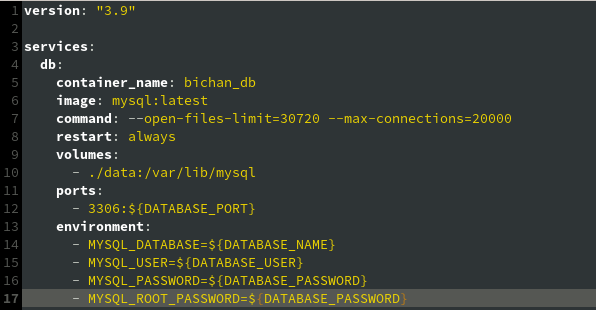 1 version: "3.9"
2
3 services:
4   db:
5     container_name: bichan_db
6     image: mysql:latest
7     command: --open-files-limit=30720 --max-connections=20000
8     restart: always
9     volumes:
10       - ./data:/var/lib/mysql
11     ports:
12       - 3306:${DATABASE_PORT}
13     environment:
14       - MYSQL_DATABASE=${DATABASE_NAME}
15       - MYSQL_USER=${DATABASE_USER}
16       - MYSQL_PASSWORD=${DATABASE_PASSWORD}
17       - MYSQL_ROOT_PASSWORD=${DATABASE_PASSWORD}